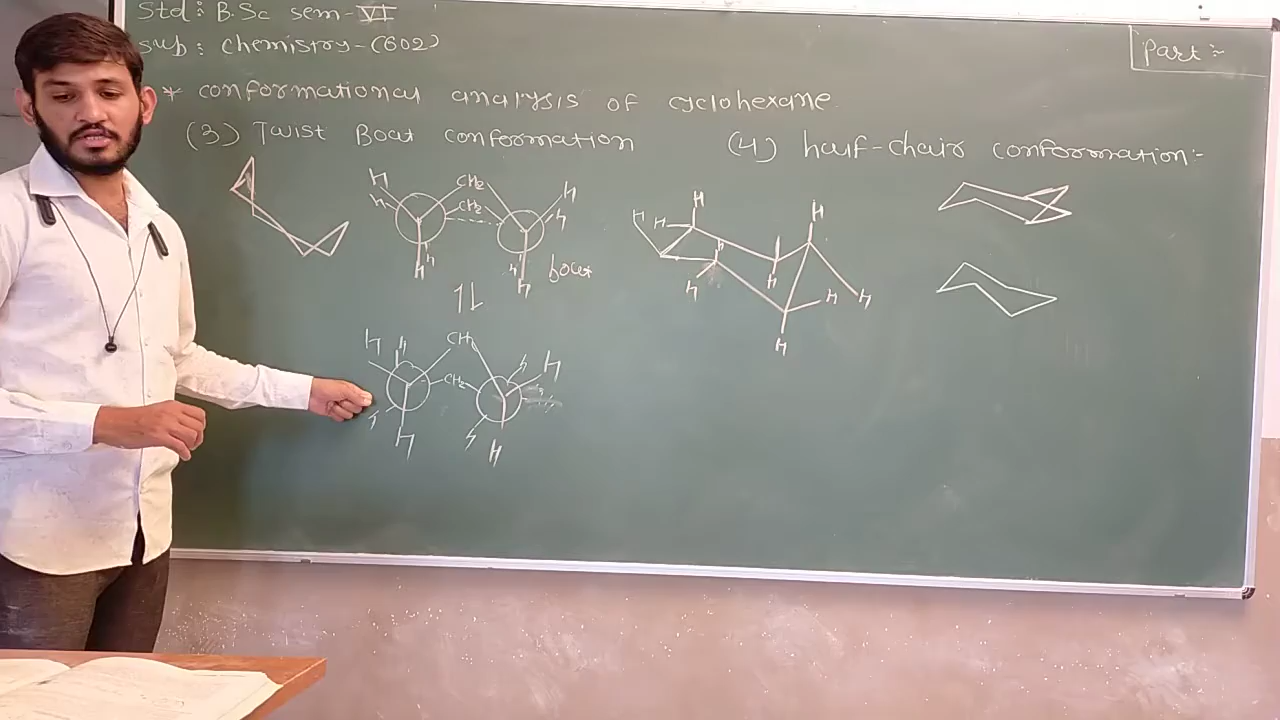 Std : B.Sc sem-VI
sub : chemistry-(602)
Part :-
* conformational analysis of cyclohexane
(3) Twist Boat conformation
(4) half-chair conformation:-
H CH2 H
H CH2 H
H H
H H boat
H H CH2 H H
CH2
H H H H
H H H H
H H H
H H H
H